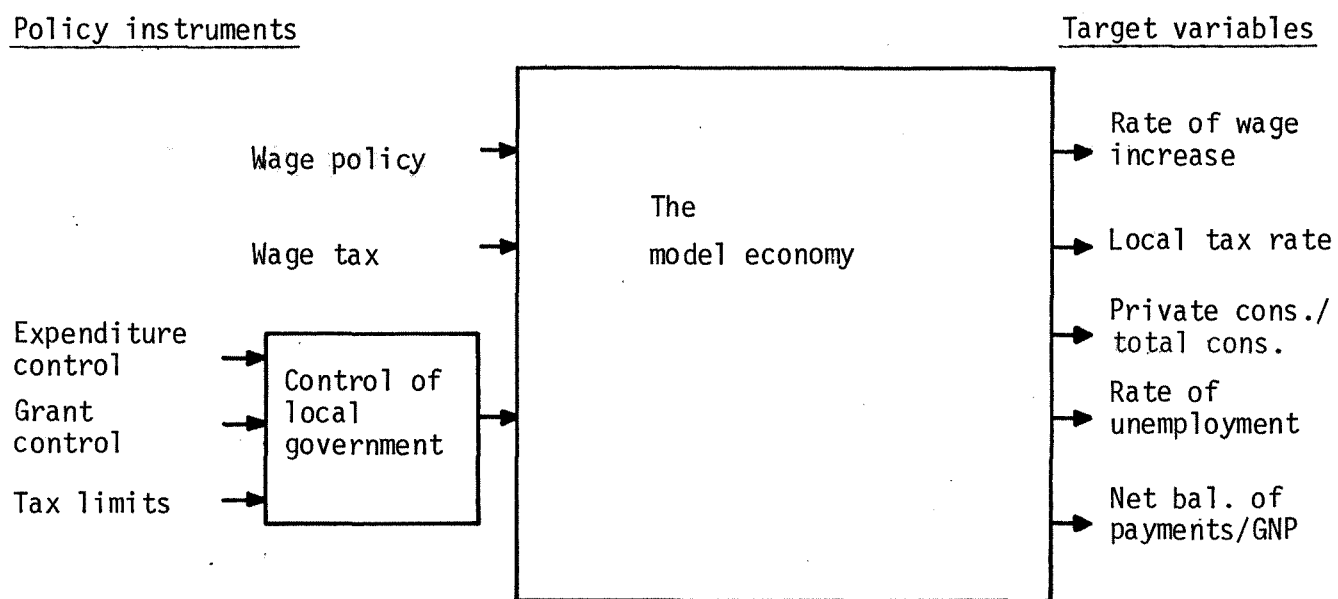 Policy instruments
Target variables
Wage policy
Wage tax
Expenditure
control
Grant
control
Tax limits
Control of
local
government
The
model economy
Rate of wage
increase
Local tax rate
Private cons./
total cons.
Rate of
unemployment
Net bal. of
payments/GNP